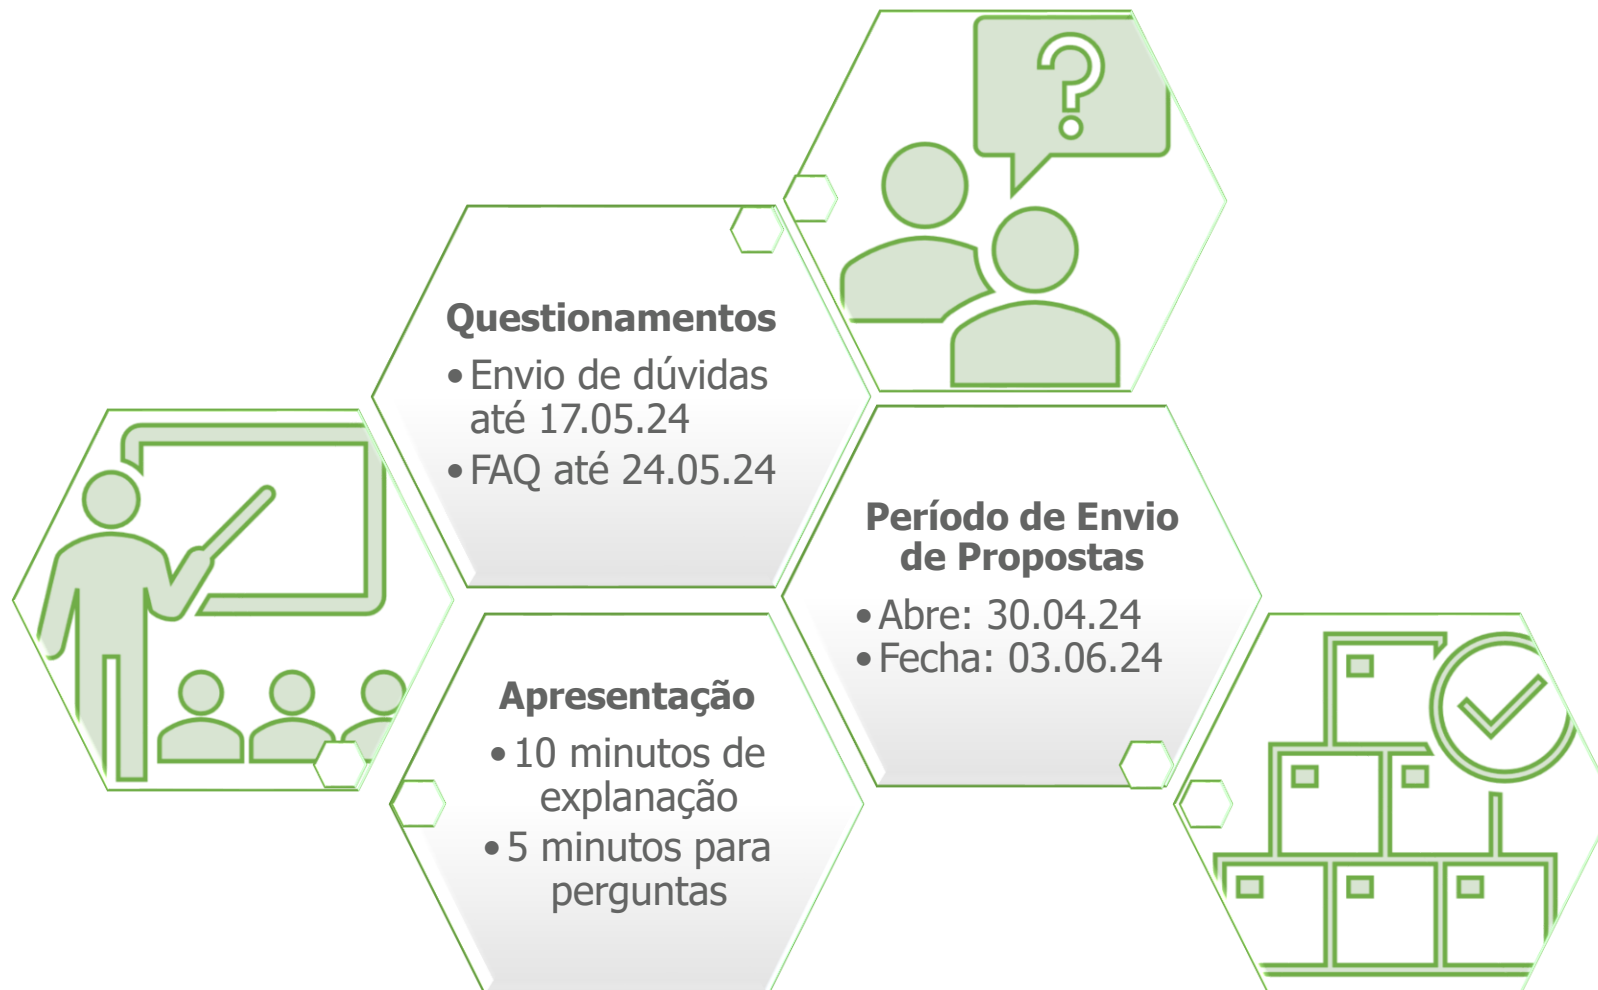 Questionamentos
•Envio de dúvidas
até 17.05.24
•FAQ até 24.05.24
Período de Envio
de Propostas
•Abre: 30.04.24
•Fecha: 03.06.24
Apresentação
•10 minutos de
explanação
•5 minutos para
perguntas
?